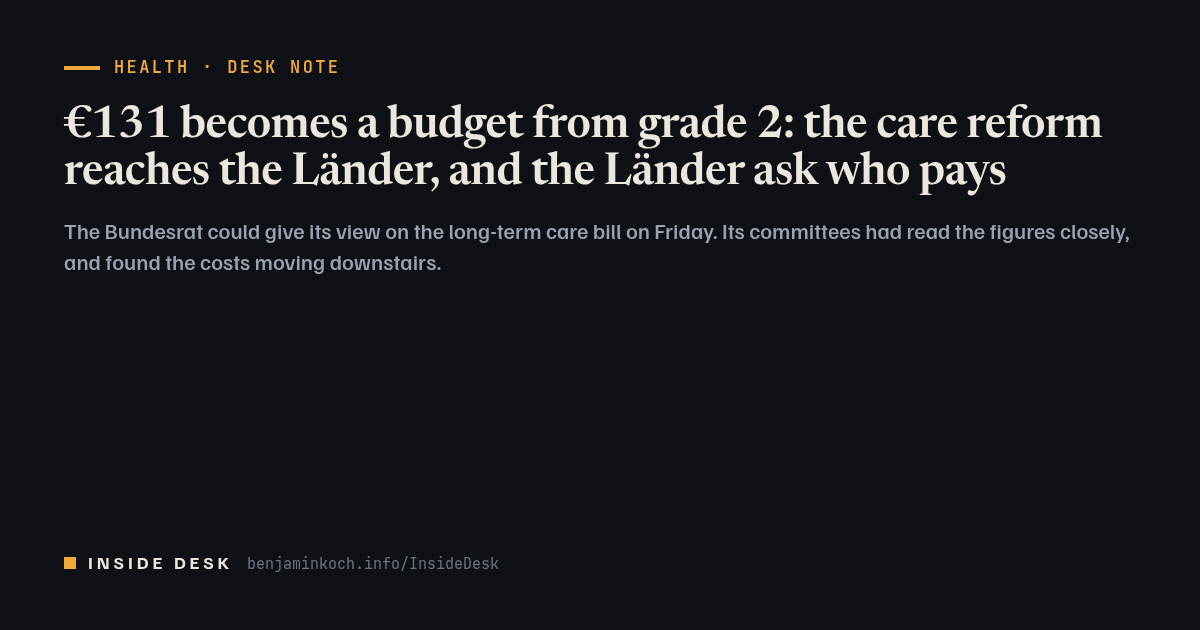 HEALTH · DESK NOTE
€131 becomes a budget from grade 2: the care reform
reaches the Länder, and the Länder ask who pays
The Bundesrat could give its view on the long-term care bill on Friday. Its committees had read the figures closely,
and found the costs moving downstairs.
INSIDE DESK benjaminkoch.info/InsideDesk